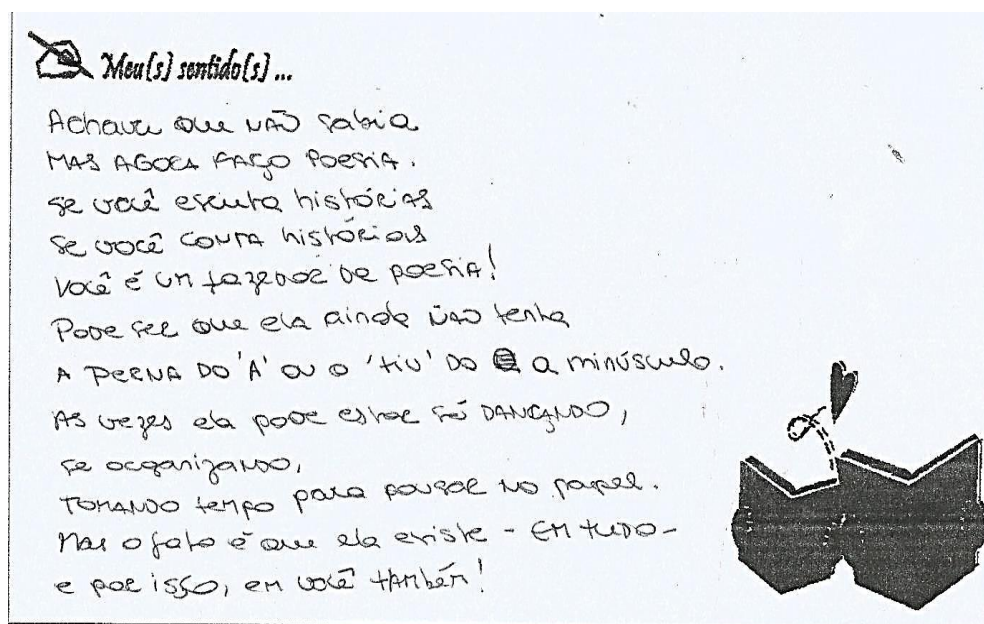 Meu(s) sentido(s)...
Achava que NÃO sabia
MAS AGORA FAÇO POESIA.
se você escuta histórias
se você CONTA histórias
Você é um fazedor de poesia!
Pode ser que ela ainda NÃO tenha
A PERNA DO 'A' ou o 'tiu' DO a minúsculo.
AS vezes ela pode estar só DANÇANDO,
se organizando,
TOMANDO tempo para pousar NO papel.
Mas o fato é que ela existe - EM TUDO -
e por isso, em você também!